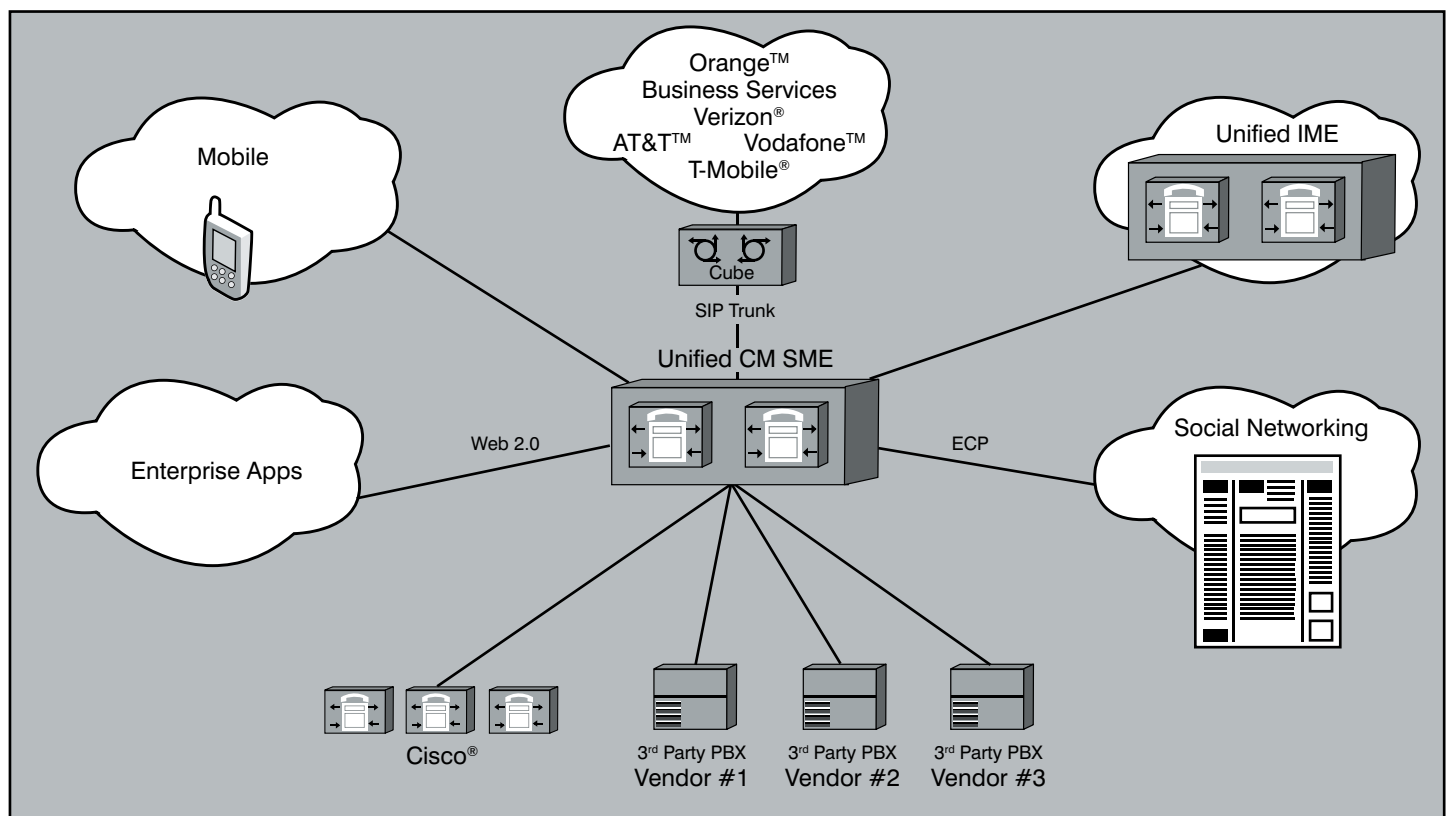 Orange™
Business Services
Verizon®
AT&T™ Vodafone™
T-Mobile®
Mobile
Unified IME
Cube
SIP Trunk
Unified CM SME
Enterprise Apps
Web 2.0
ECP
Social Networking
Cisco®
3rd Party PBX
Vendor #1
3rd Party PBX
Vendor #2
3rd Party PBX
Vendor #3